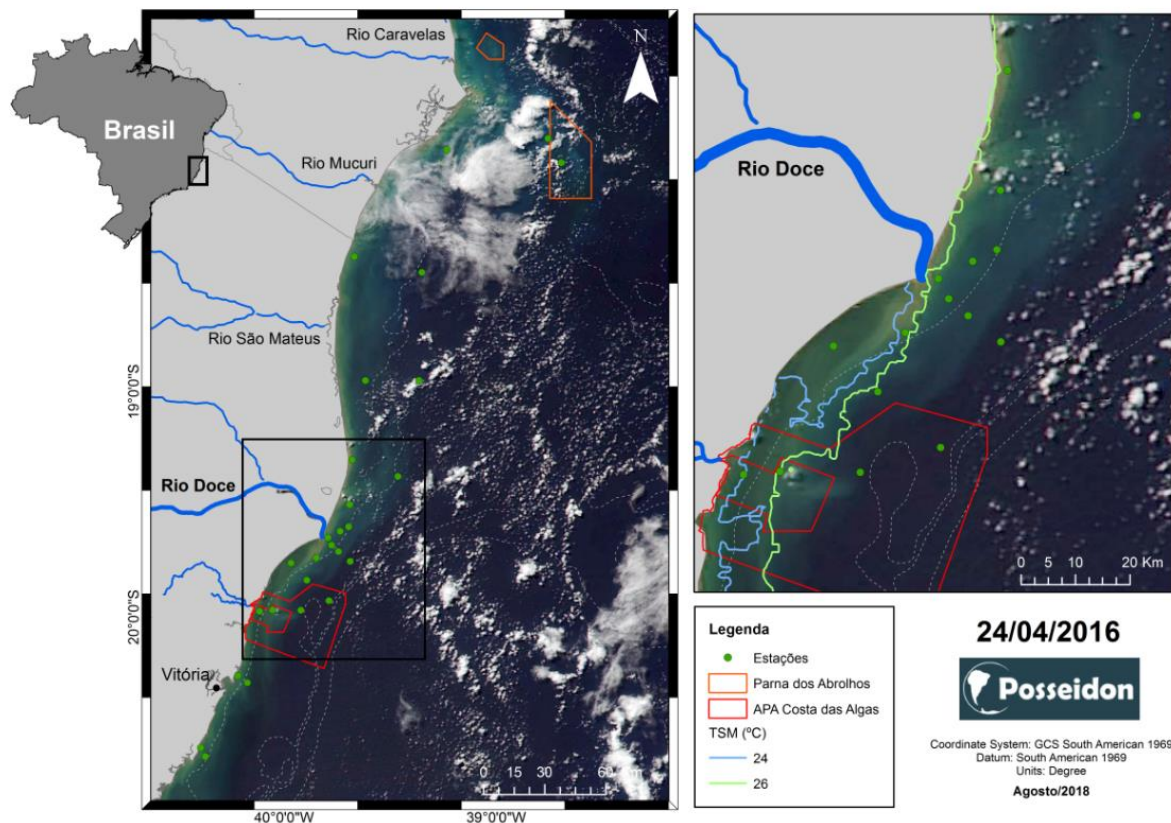 Rio Caravelas
N
Brasil
Rio Mucuri
Rio São Mateus
19°0'0"S
Rio Doce
20°0'0"S
Vitória
0 15 30 60 Km
40°0'0"W
39°0'0"W
Rio Doce
0 5 10 20 Km
Legenda
Estações
Parna dos Abrolhos
APA Costa das Algas
TSM (ºC)
24
26
24/04/2016
Posseidon
Coordinate System: GCS South American 1969
Datum: South American 1969
Units: Degree
Agosto/2018